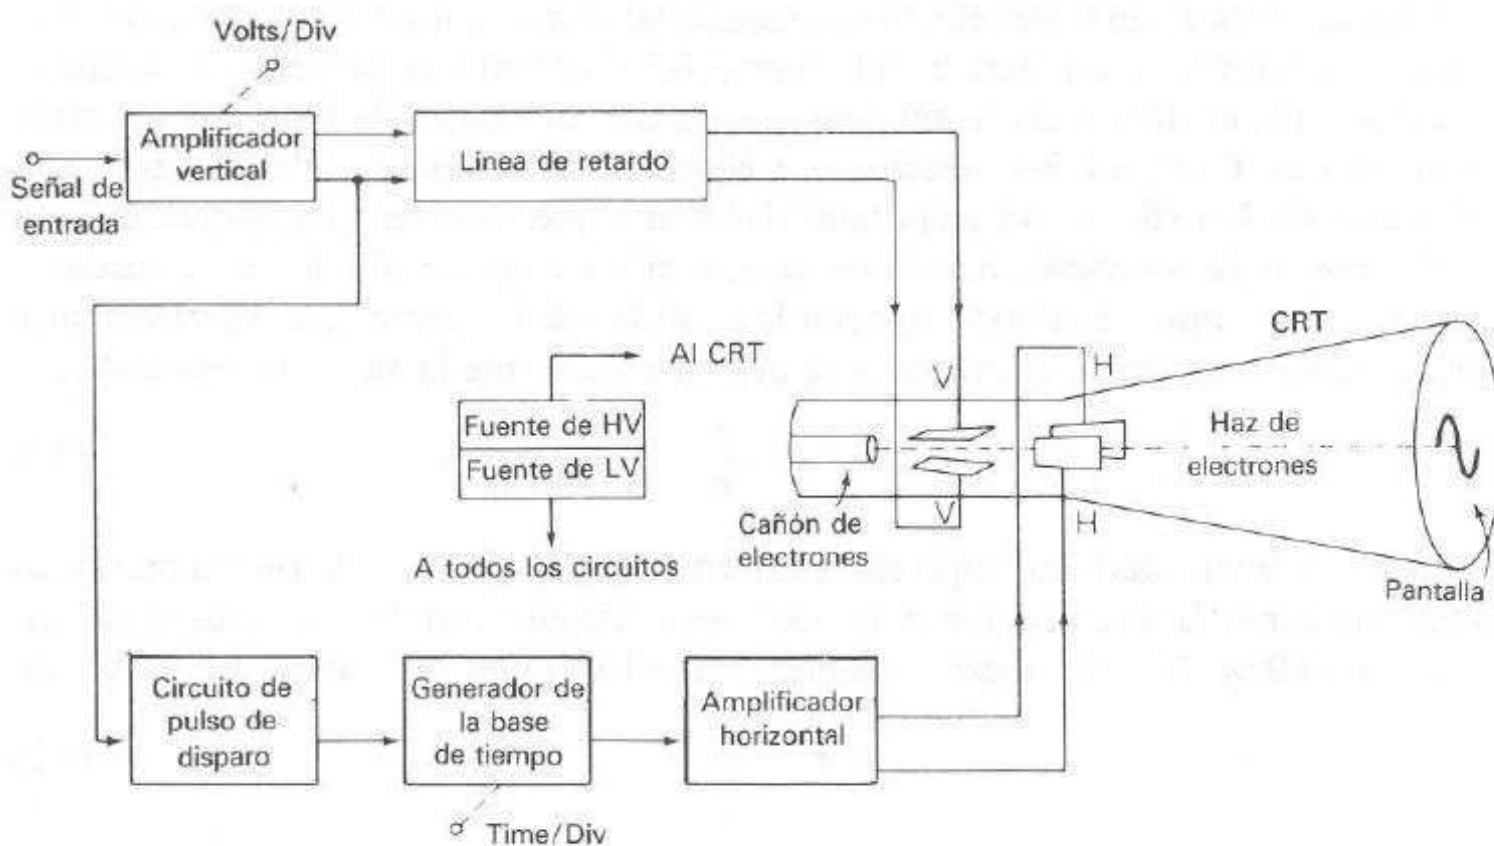 Volts/Div
Amplificador
vertical
Linea de retardo
Señal de
entrada
Al CRT
Fuente de HV
Fuente de LV
A todos los circuitos
V
H
CRT
Haz de
electrones
V
H
Cañón de
electrones
Pantalla
Circuito de
pulso de
disparo
Generador de
la base
de tiempo
Amplificador
horizontal
Time/Div